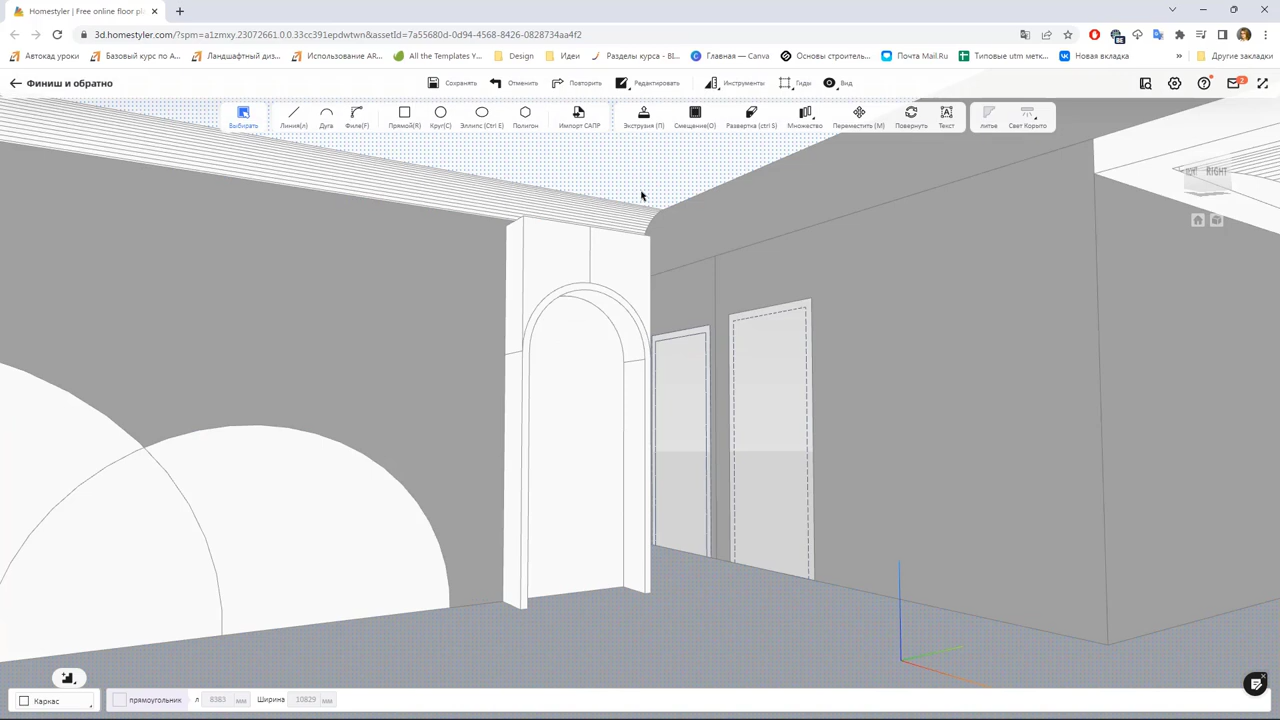 Homestyler | Free online floor pla
3d.homestyler.com/?spm=a1zmxy.23072661.0.0.33cc391epdwtwn&assetId=7a55680d-0d94-4568-8426-0828734aa4f2
Автокад уроки
Базовый курс по А...
Ландшафтный диз...
Использование AR...
All the Templates Y...
Design
Идеи
Разделы курса - Bl...
Главная — Canva
Основы строитель...
Почта Mail.Ru
Типовые utm метк...
Новая вкладка
»
Другие закладки
Финиш и обратно
Сохранять
Отменить
Повторить
Редактировать
Инструменты
Гиды
Вид
Выбирать
Линия(л)
Дуга
Филе(F)
Прямой(R)
Круг(C)
Эллипс (Ctrl E)
Полигон
Импорт САПР
Экструзия (П)
Смещение(О)
Развертка (ctrl S)
Множество
Переместить (М)
Повернуть
Текст
литье
Свет Корыто
RIGHT
Каркас
прямоугольник
л
8383
мм
Ширина
10829
мм